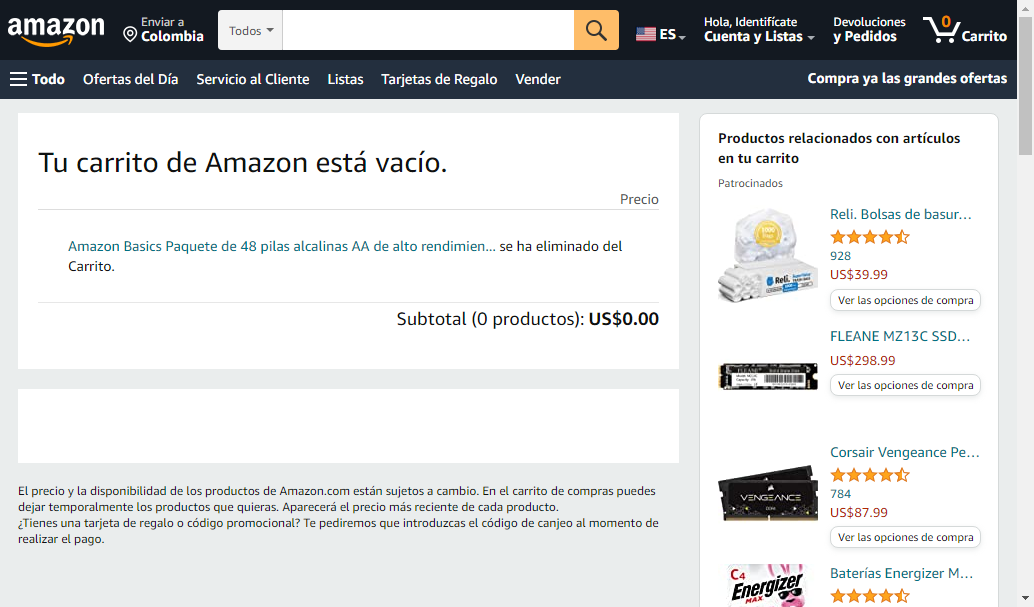 amazon
Enviar a
Colombia
Todos
ES
Hola, Identifícate
Cuenta y Listas
Devoluciones
y Pedidos
0
Carrito
Todo
Ofertas del Día
Servicio al Cliente
Listas
Tarjetas de Regalo
Vender
Compra ya las grandes ofertas
Tu carrito de Amazon está vacío.
Precio
Amazon Basics Paquete de 48 pilas alcalinas AA de alto rendimien... se ha eliminado del
Carrito.
Subtotal (0 productos): US$0.00
El precio y la disponibilidad de los productos de Amazon.com están sujetos a cambio. En el carrito de compras puedes
dejar temporalmente los productos que quieras. Aparecerá el precio más reciente de cada producto.
¿Tienes una tarjeta de regalo o código promocional? Te pediremos que introduzcas el código de canjeo al momento de
realizar el pago.
Productos relacionados con artículos
en tu carrito
Patrocinados
Reli.
Reli. Bolsas de basur...
928
US$39.99
Ver las opciones de compra
FLEANE MZ13C SSD...
US$298.99
Ver las opciones de compra
VENGEANCE
Corsair Vengeance Pe...
784
US$87.99
Ver las opciones de compra
C4
Energizer
MAX
Baterías Energizer M...